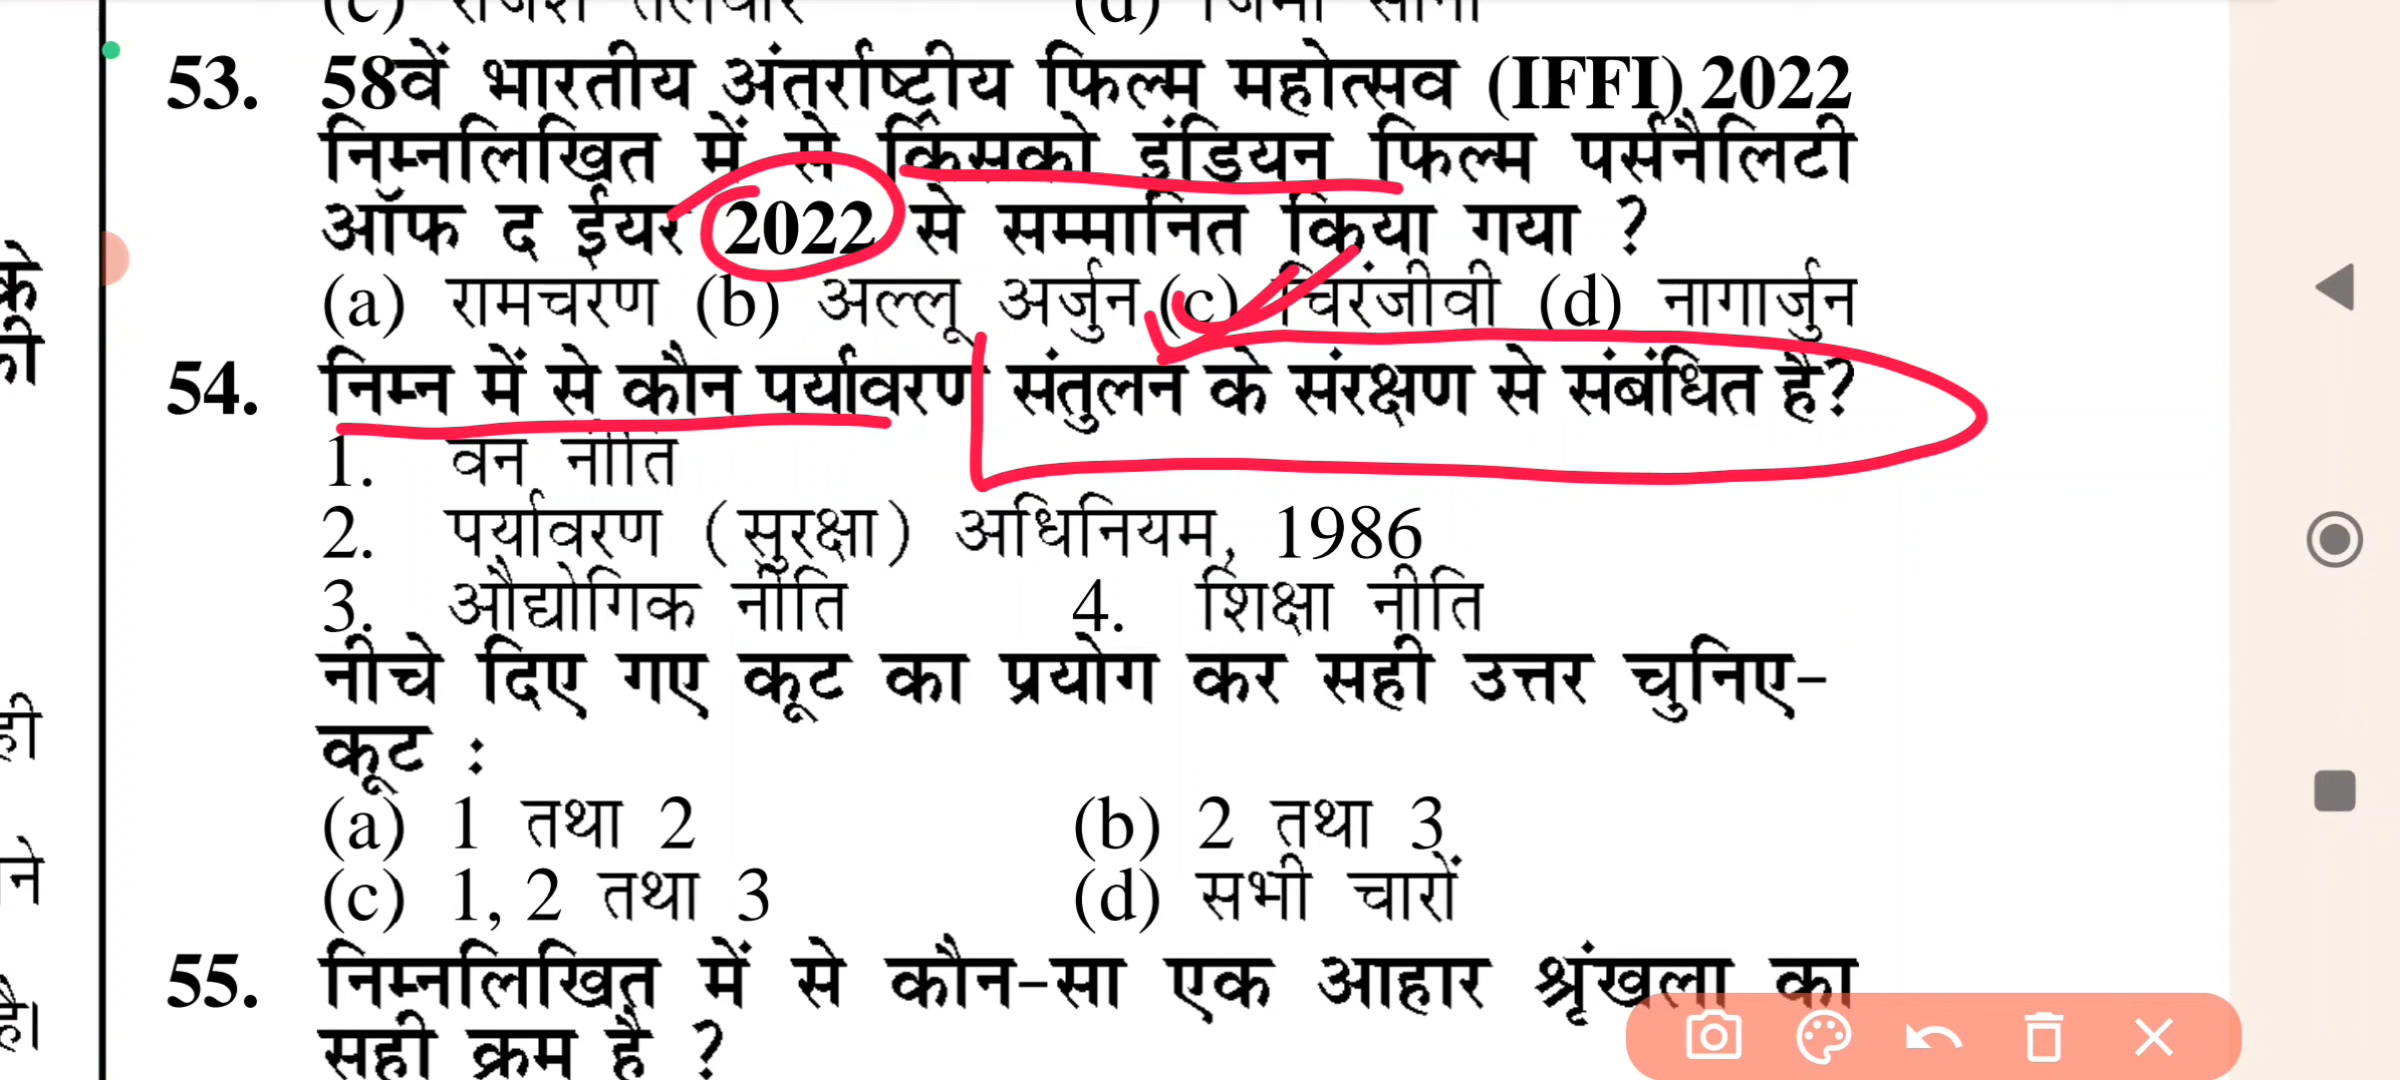 53. 58वें भारतीय अंतर्राष्ट्रीय फिल्म महोत्सव (IFFI) 2022
निम्नलिखित में से किसको इंडियन फिल्म पर्सनैलिटी
ऑफ द ईयर 2022 से सम्मानित किया गया ?
(a) रामचरण (b) अल्लू अर्जुन (c) चिरंजीवी (d) नागार्जुन
54. निम्न में से कौन पर्यावरण संतुलन के संरक्षण से संबंधित है?
1. वन नीति
2. पर्यावरण (सुरक्षा) अधिनियम, 1986
3. औद्योगिक नीति 4. शिक्षा नीति
नीचे दिए गए कूट का प्रयोग कर सही उत्तर चुनिए-
कूट :
(a) 1 तथा 2 (b) 2 तथा 3
(c) 1, 2 तथा 3 (d) सभी चारों
55. निम्नलिखित में से कौन-सा एक आहार श्रृंखला का
सही क्रम है ?